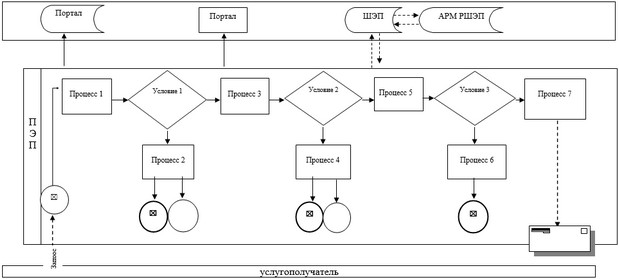 Портал
Портал
ШЭП
АРМ РШЭП
ПЭП
Процесс 1
Условие 1
Процесс 3
Условие 2
Процесс 5
Условие 3
Процесс 7
Процесс 2
Процесс 4
Процесс 6
Запрос
услугополучатель